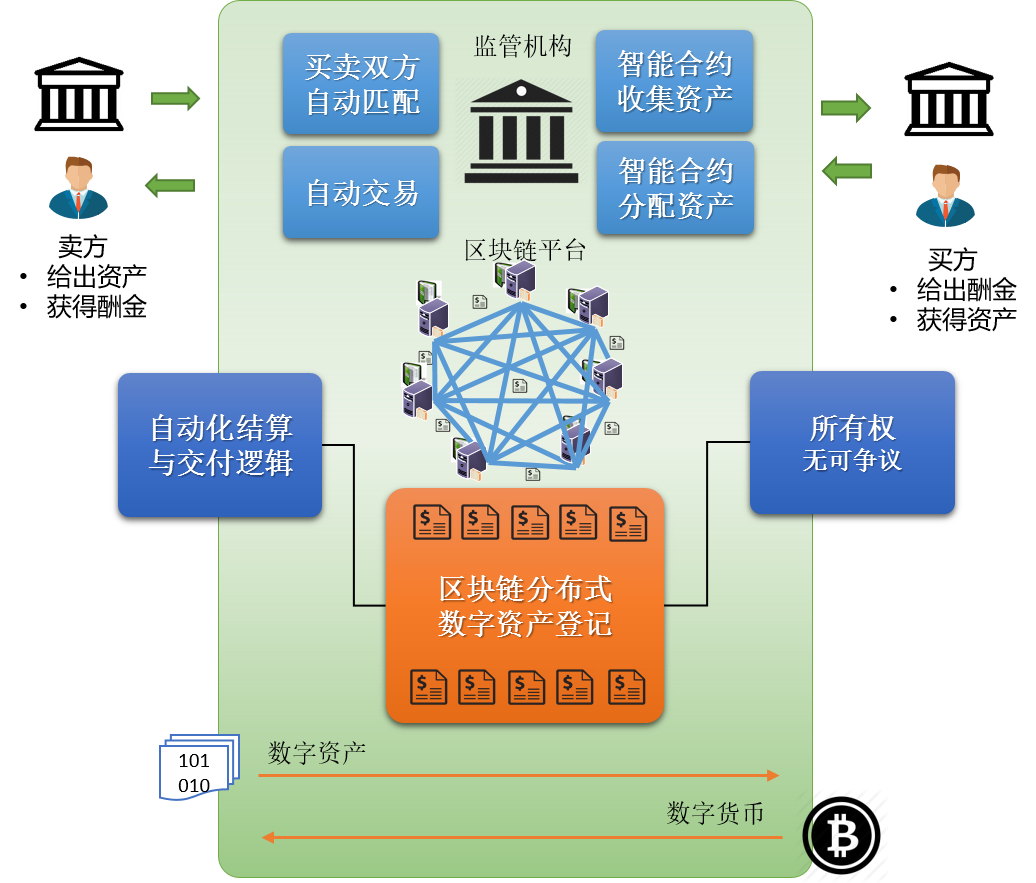 监管机构
买卖双方
自动匹配
自动交易
智能合约
收集资产
智能合约
分配资产
卖方
• 给出资产
• 获得酬金
买方
• 给出酬金
• 获得资产
区块链平台
自动化结算
与交付逻辑
所有权
无可争议
$ $ $ $ $
区块链分布式
数字资产登记
$ $ $ $ $
101
010
数字资产
数字货币
B